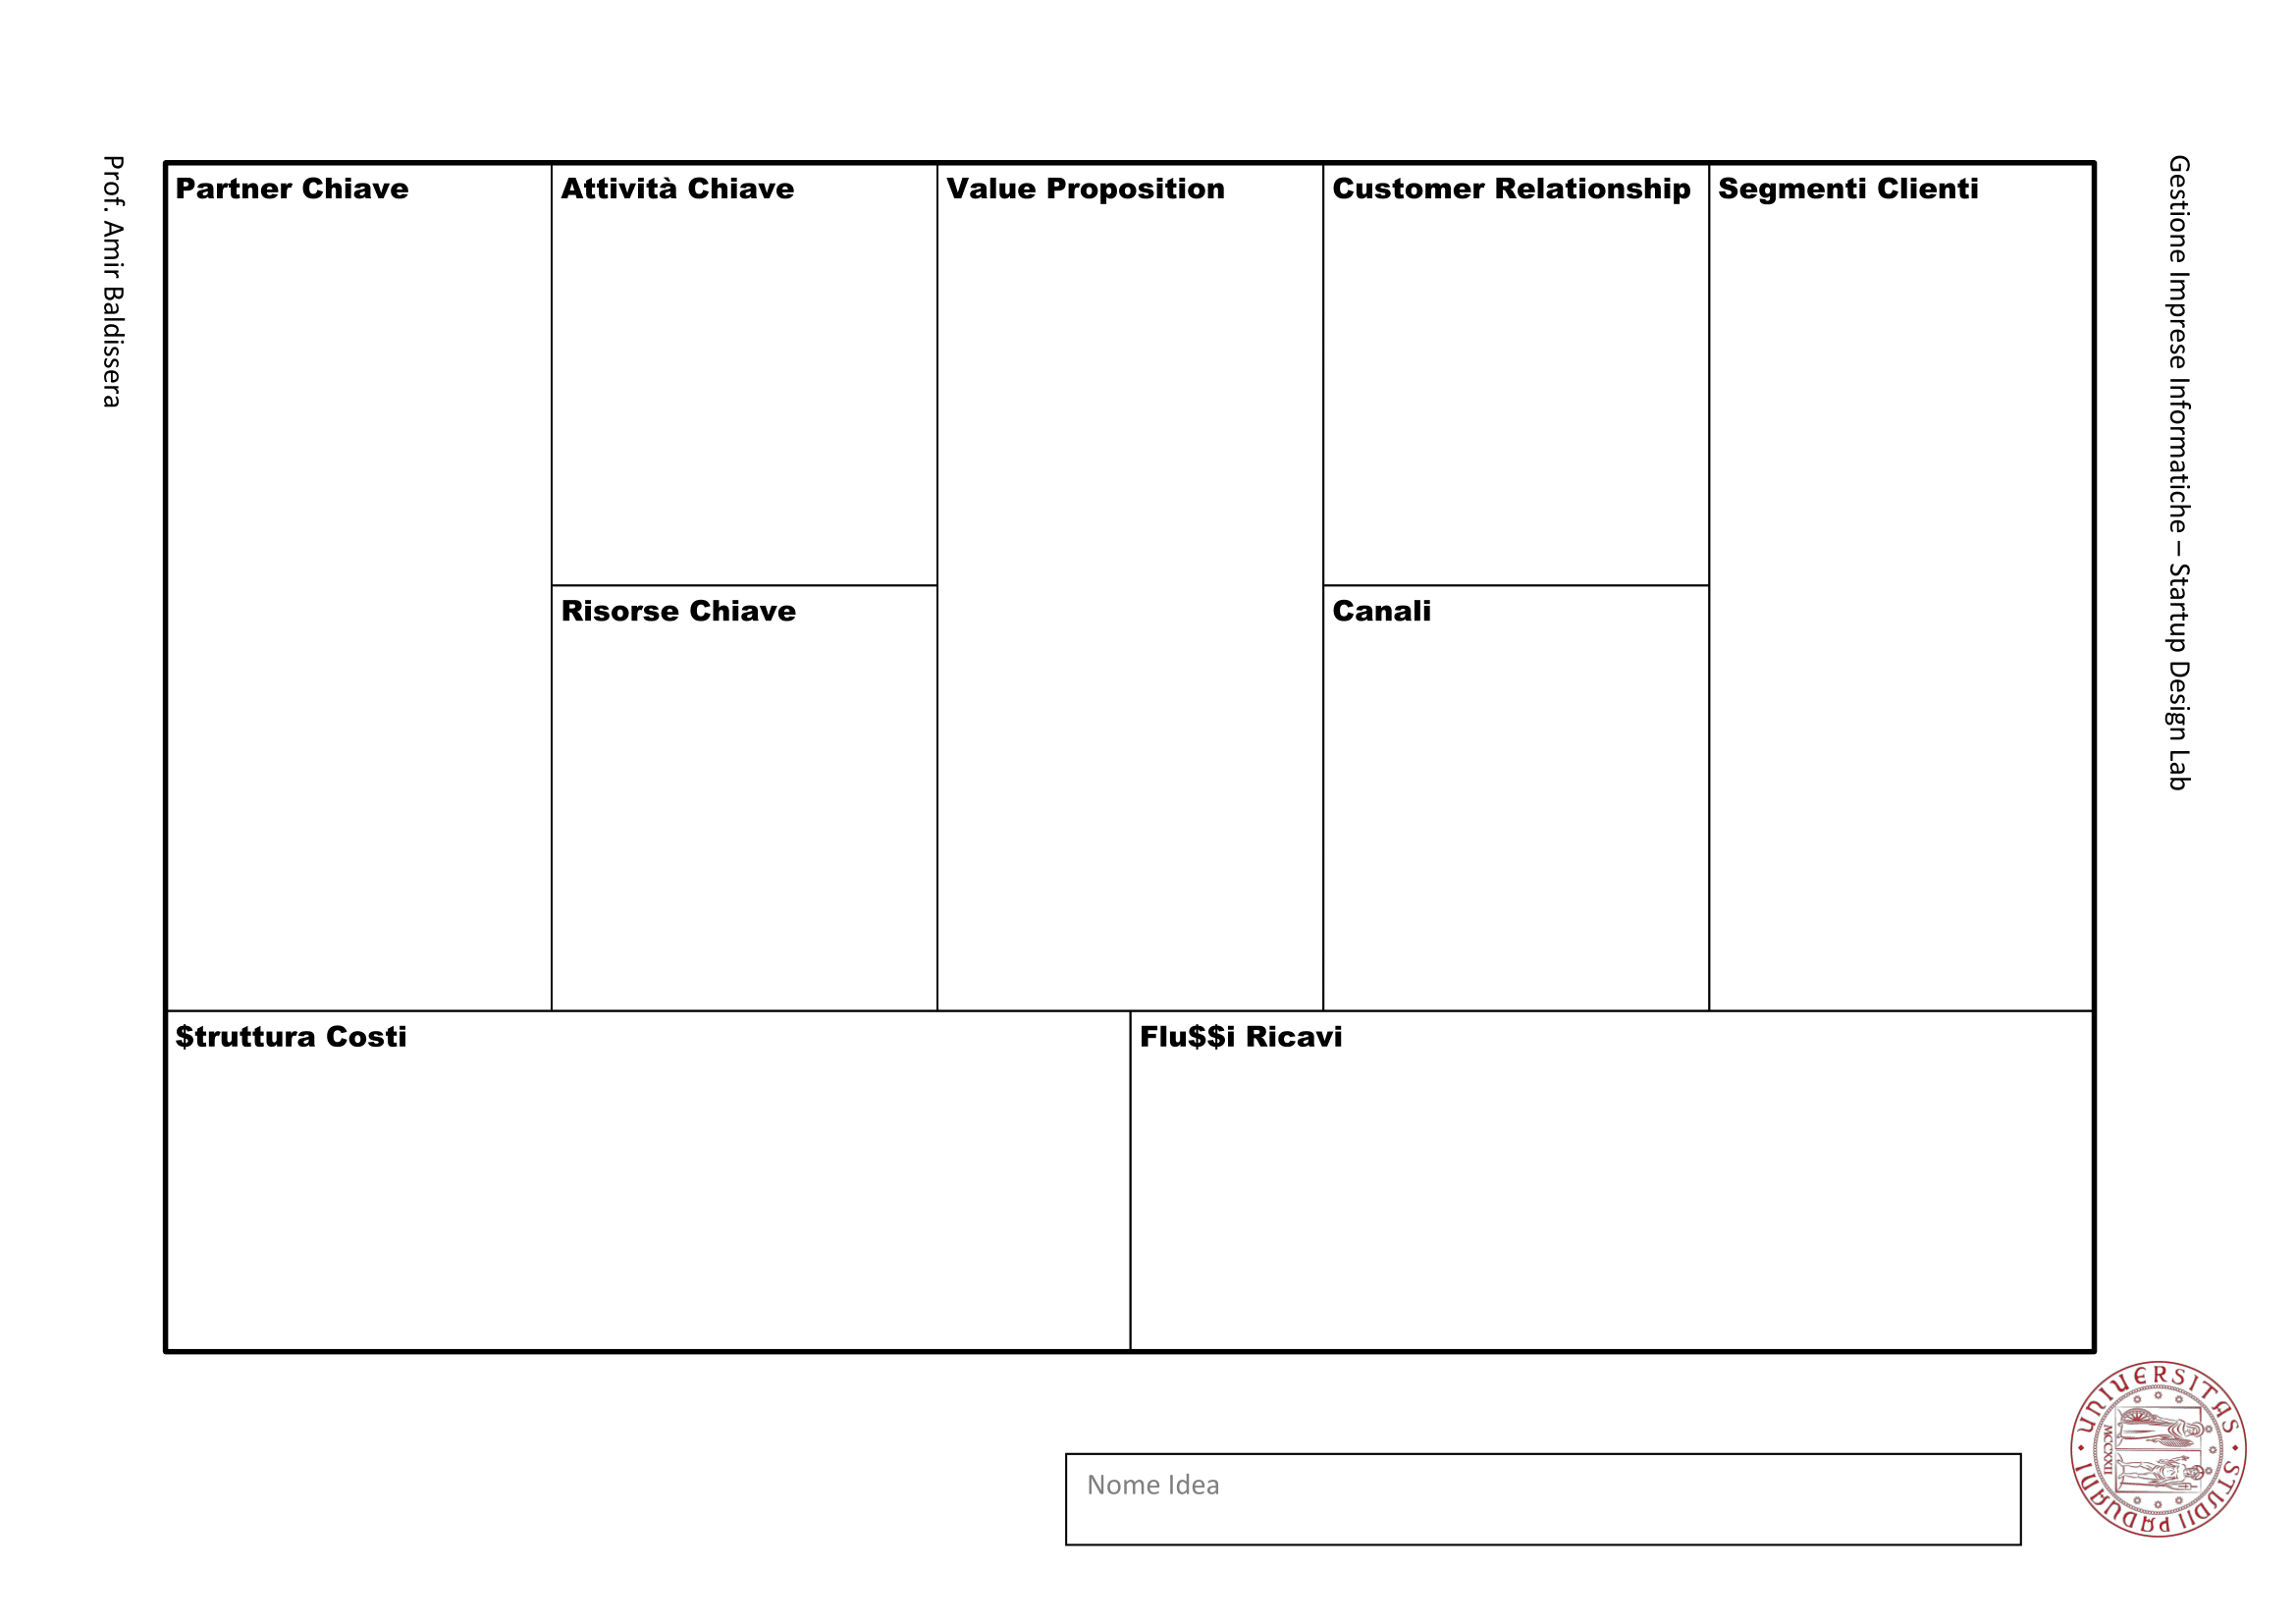 Prof. Amir Baldissera
Gestione Imprese Informatiche – Startup Design Lab
Partner Chiave
Attività Chiave
Risorse Chiave
Value Proposition
Customer Relationship
Canali
Segmenti Clienti
$truttura Costi
Flu$$i Ricavi
Nome Idea
UNIVERSITAS STUDII PADUANI
MCCXXII